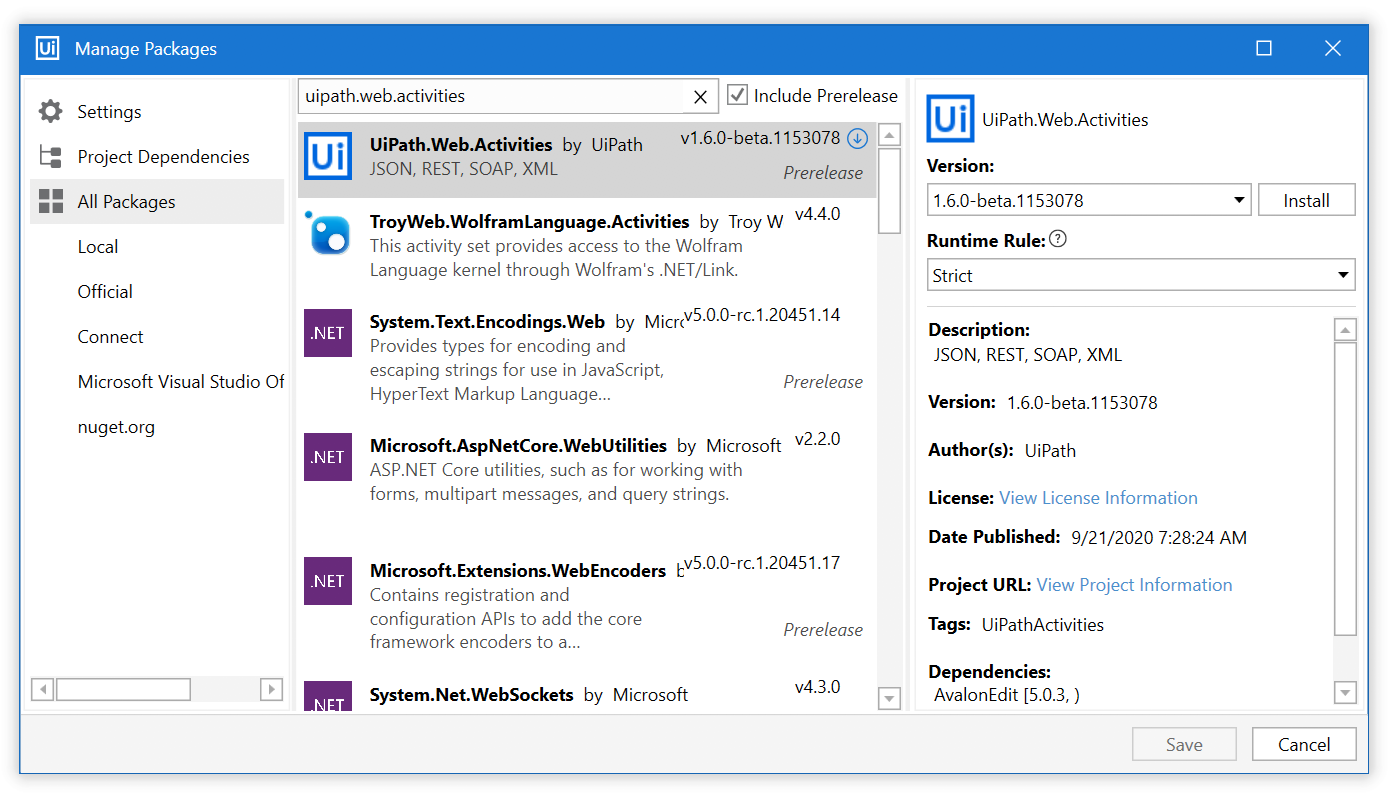 Ui Manage Packages
Settings
Project Dependencies
All Packages
Local
Official
Connect
Microsoft Visual Studio Of
nuget.org
uipath.web.activities
Include Prerelease
Ui
UiPath.Web.Activities by UiPath
v1.6.0-beta.1153078
JSON, REST, SOAP, XML
Prerelease
TroyWeb.WolframLanguage.Activities by Troy W
v4.4.0
This activity set provides access to the Wolfram
Language kernel through Wolfram's .NET/Link.
.NET
System.Text.Encodings.Web by Micro
v5.0.0-rc.1.20451.14
Provides types for encoding and
escaping strings for use in JavaScript,
HyperText Markup Language...
Prerelease
.NET
Microsoft.AspNetCore.WebUtilities by Microsoft
v2.2.0
ASP.NET Core utilities, such as for working with
forms, multipart messages, and query strings.
.NET
Microsoft.Extensions.WebEncoders
v5.0.0-rc.1.20451.17
Contains registration and
configuration APIs to add the core
framework encoders to a...
Prerelease
.NET
System.Net.WebSockets by Microsoft
v4.3.0
Ui
UiPath.Web.Activities
Version:
1.6.0-beta.1153078
Install
Runtime Rule: ?
Strict
Description:
JSON, REST, SOAP, XML
Version: 1.6.0-beta.1153078
Author(s): UiPath
License: View License Information
Date Published: 9/21/2020 7:28:24 AM
Project URL: View Project Information
Tags: UiPathActivities
Dependencies:
AvalonEdit [5.0.3, )
Save
Cancel